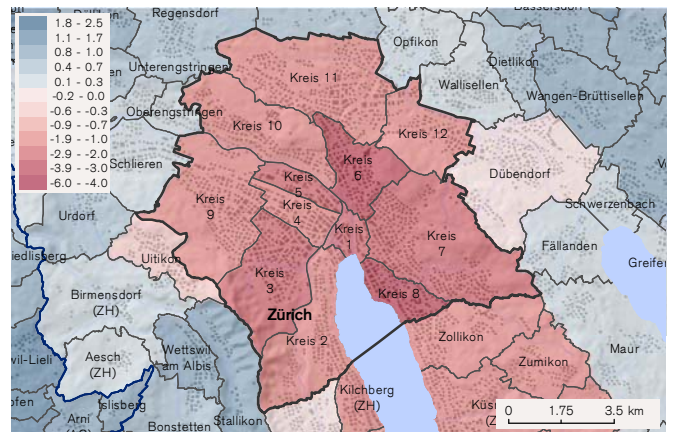 Regensdorf
1.8 - 2.5
1.1 - 1.7
0.8 - 1.0
0.4 - 0.7
0.1 - 0.3
-0.2 - 0.0
-0.6 - -0.3
-0.9 - -0.7
-1.9 - -1.0
-2.9 - -2.0
-3.9 - -3.0
-6.0 - -4.0
Opfikon
Dietlikon
Unterengstringen
Kreis 11
Wallisellen
Wangen-Brüttisellen
Oberengstringen
Kreis 10
Kreis 12
Schlieren
Kreis
6
Dübendorf
Kreis
5
Kreis
9
Kreis
4
Schwerzenbach
Urdorf
Kreis
1
Kreis
7
Fällanden
Uitikon
Greifen
Kreis
3
Birmensdorf
(ZH)
Kreis 8
Zürich
Zollikon
Kreis 2
Maur
Wettswil
am Albis
Aesch
(ZH)
Zumikon
Kilchberg
(ZH)
Arni
Stallikon
Bonstetten
0 1.75 3.5 km